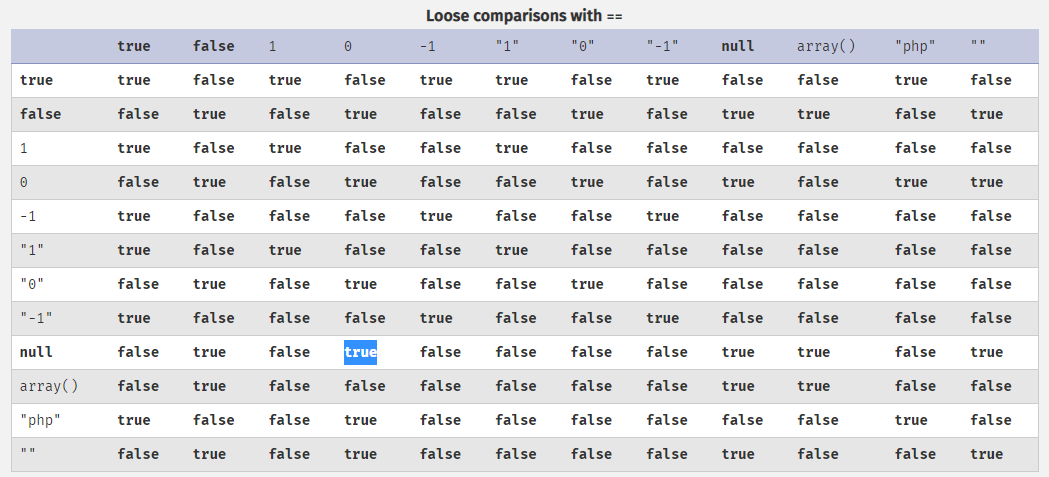 Loose comparisons with ==
true false 1 0 -1 "1" "0" "-1" null array() "php" ""
true true false true false true true false true false false true false
false false true false true false false true false true true false true
1 true false true false false true false false false false false false
0 false true false true false false true false true false true true
-1 true false false false true false false true false false false false
"1" true false true false false true false false false false false false
"0" false true false true false false true false false false false false
"-1" true false false false true false false true false false false false
null false true false true false false false false true true false true
array() false true false false false false false false true true false false
"php" true false false true false false false false false false true false
"" false true false true false false false false true false false true